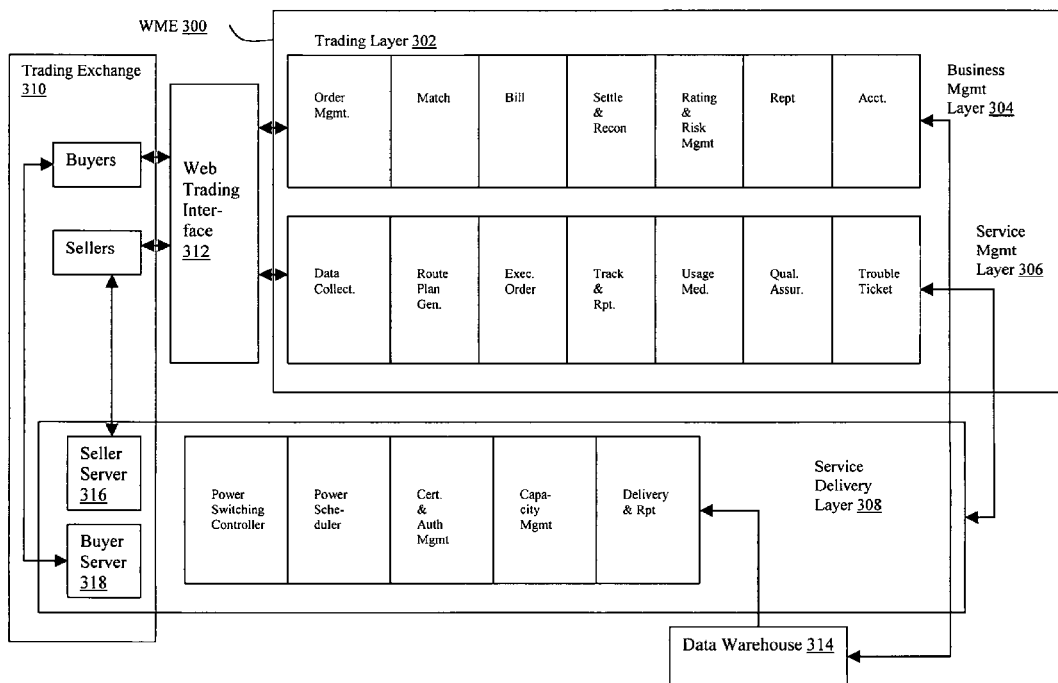 WME 300
Trading Layer 302
Trading Exchange
310
Order
Mgmt.
Match
Bill
Settle
&
Recon
Rating
&
Risk
Mgmt
Rept
Acct.
Business
Mgmt
Layer 304
Buyers
Sellers
Web
Trading
Inter-
face
312
Data
Collect.
Route
Plan
Gen.
Exec.
Order
Track
&
Rpt.
Usage
Med.
Qual.
Assur.
Trouble
Ticket
Service
Mgmt
Layer 306
Seller
Server
316
Buyer
Server
318
Power
Switching
Controller
Power
Sche-
duler
Cert.
&
Auth
Mgmt
Capa-
city
Mgmt
Delivery
& Rpt
Service
Delivery
Layer 308
Data Warehouse 314